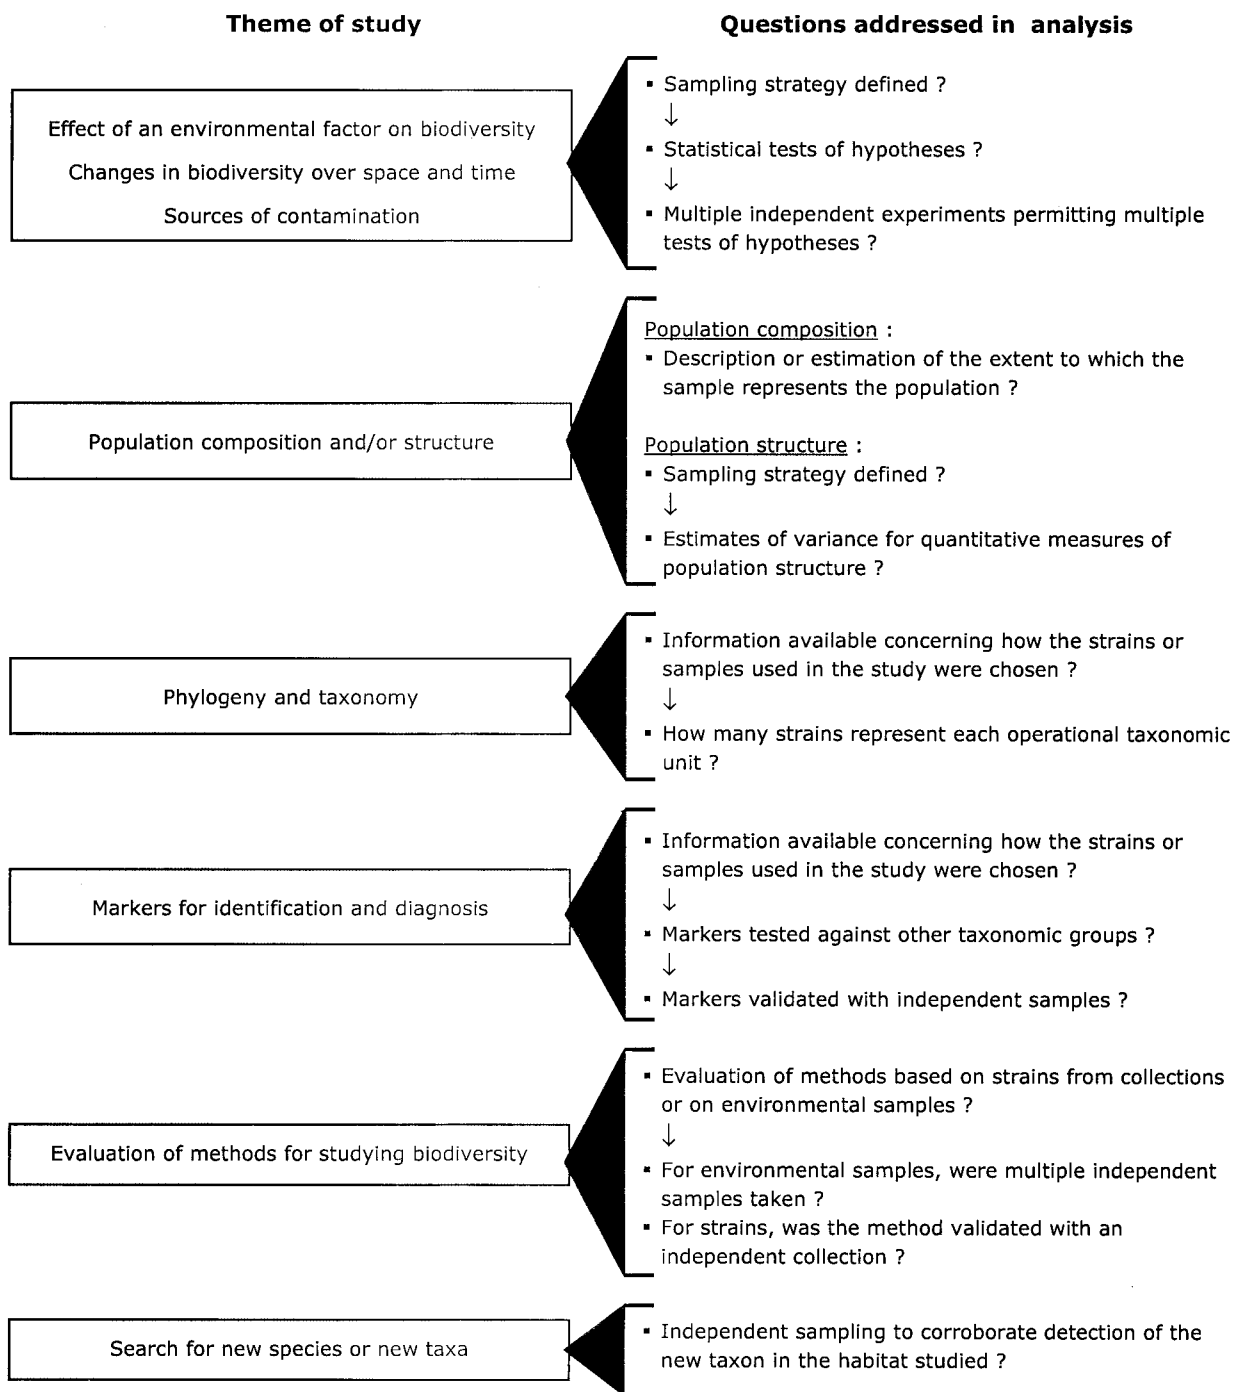 Theme of study
Questions addressed in analysis
Effect of an environmental factor on biodiversity
Changes in biodiversity over space and time
Sources of contamination
▪ Sampling strategy defined ?
↓
▪ Statistical tests of hypotheses ?
↓
▪ Multiple independent experiments permitting multiple
tests of hypotheses ?
Population composition and/or structure
Population composition :
▪ Description or estimation of the extent to which the
sample represents the population ?
Population structure :
▪ Sampling strategy defined ?
↓
▪ Estimates of variance for quantitative measures of
population structure ?
Phylogeny and taxonomy
▪ Information available concerning how the strains or
samples used in the study were chosen ?
↓
▪ How many strains represent each operational taxonomic
unit ?
Markers for identification and diagnosis
▪ Information available concerning how the strains or
samples used in the study were chosen ?
↓
▪ Markers tested against other taxonomic groups ?
↓
▪ Markers validated with independent samples ?
Evaluation of methods for studying biodiversity
▪ Evaluation of methods based on strains from collections
or on environmental samples ?
↓
▪ For environmental samples, were multiple independent
samples taken ?
▪ For strains, was the method validated with an
independent collection ?
Search for new species or new taxa
▪ Independent sampling to corroborate detection of the
new taxon in the habitat studied ?